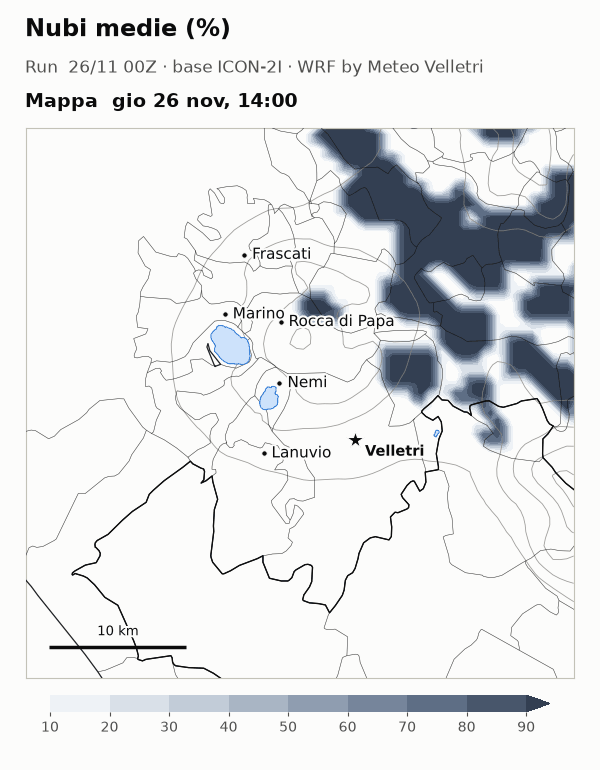 Nubi medie (%)
Run 26/11 00Z · base ICON-2I · WRF by Meteo Velletri
Mappa gio 26 nov, 14:00
Frascati
Marino
Rocca di Papa
Nemi
Velletri
Lanuvio
10 km
10 20 30 40 50 60 70 80 90